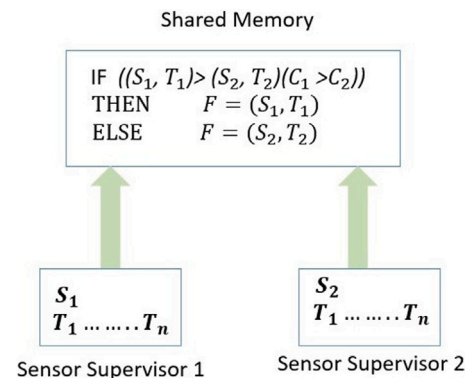 Shared Memory
IF ((S₁, T₁)> (S₂, T₂)(C₁ >C₂))
THEN F = (S₁,T₁)
ELSE F = (S₂,T₂)
S₁
T₁ ... ... .. Tₙ
Sensor Supervisor 1
S₂
T₁ ... ... .. Tₙ
Sensor Supervisor 2